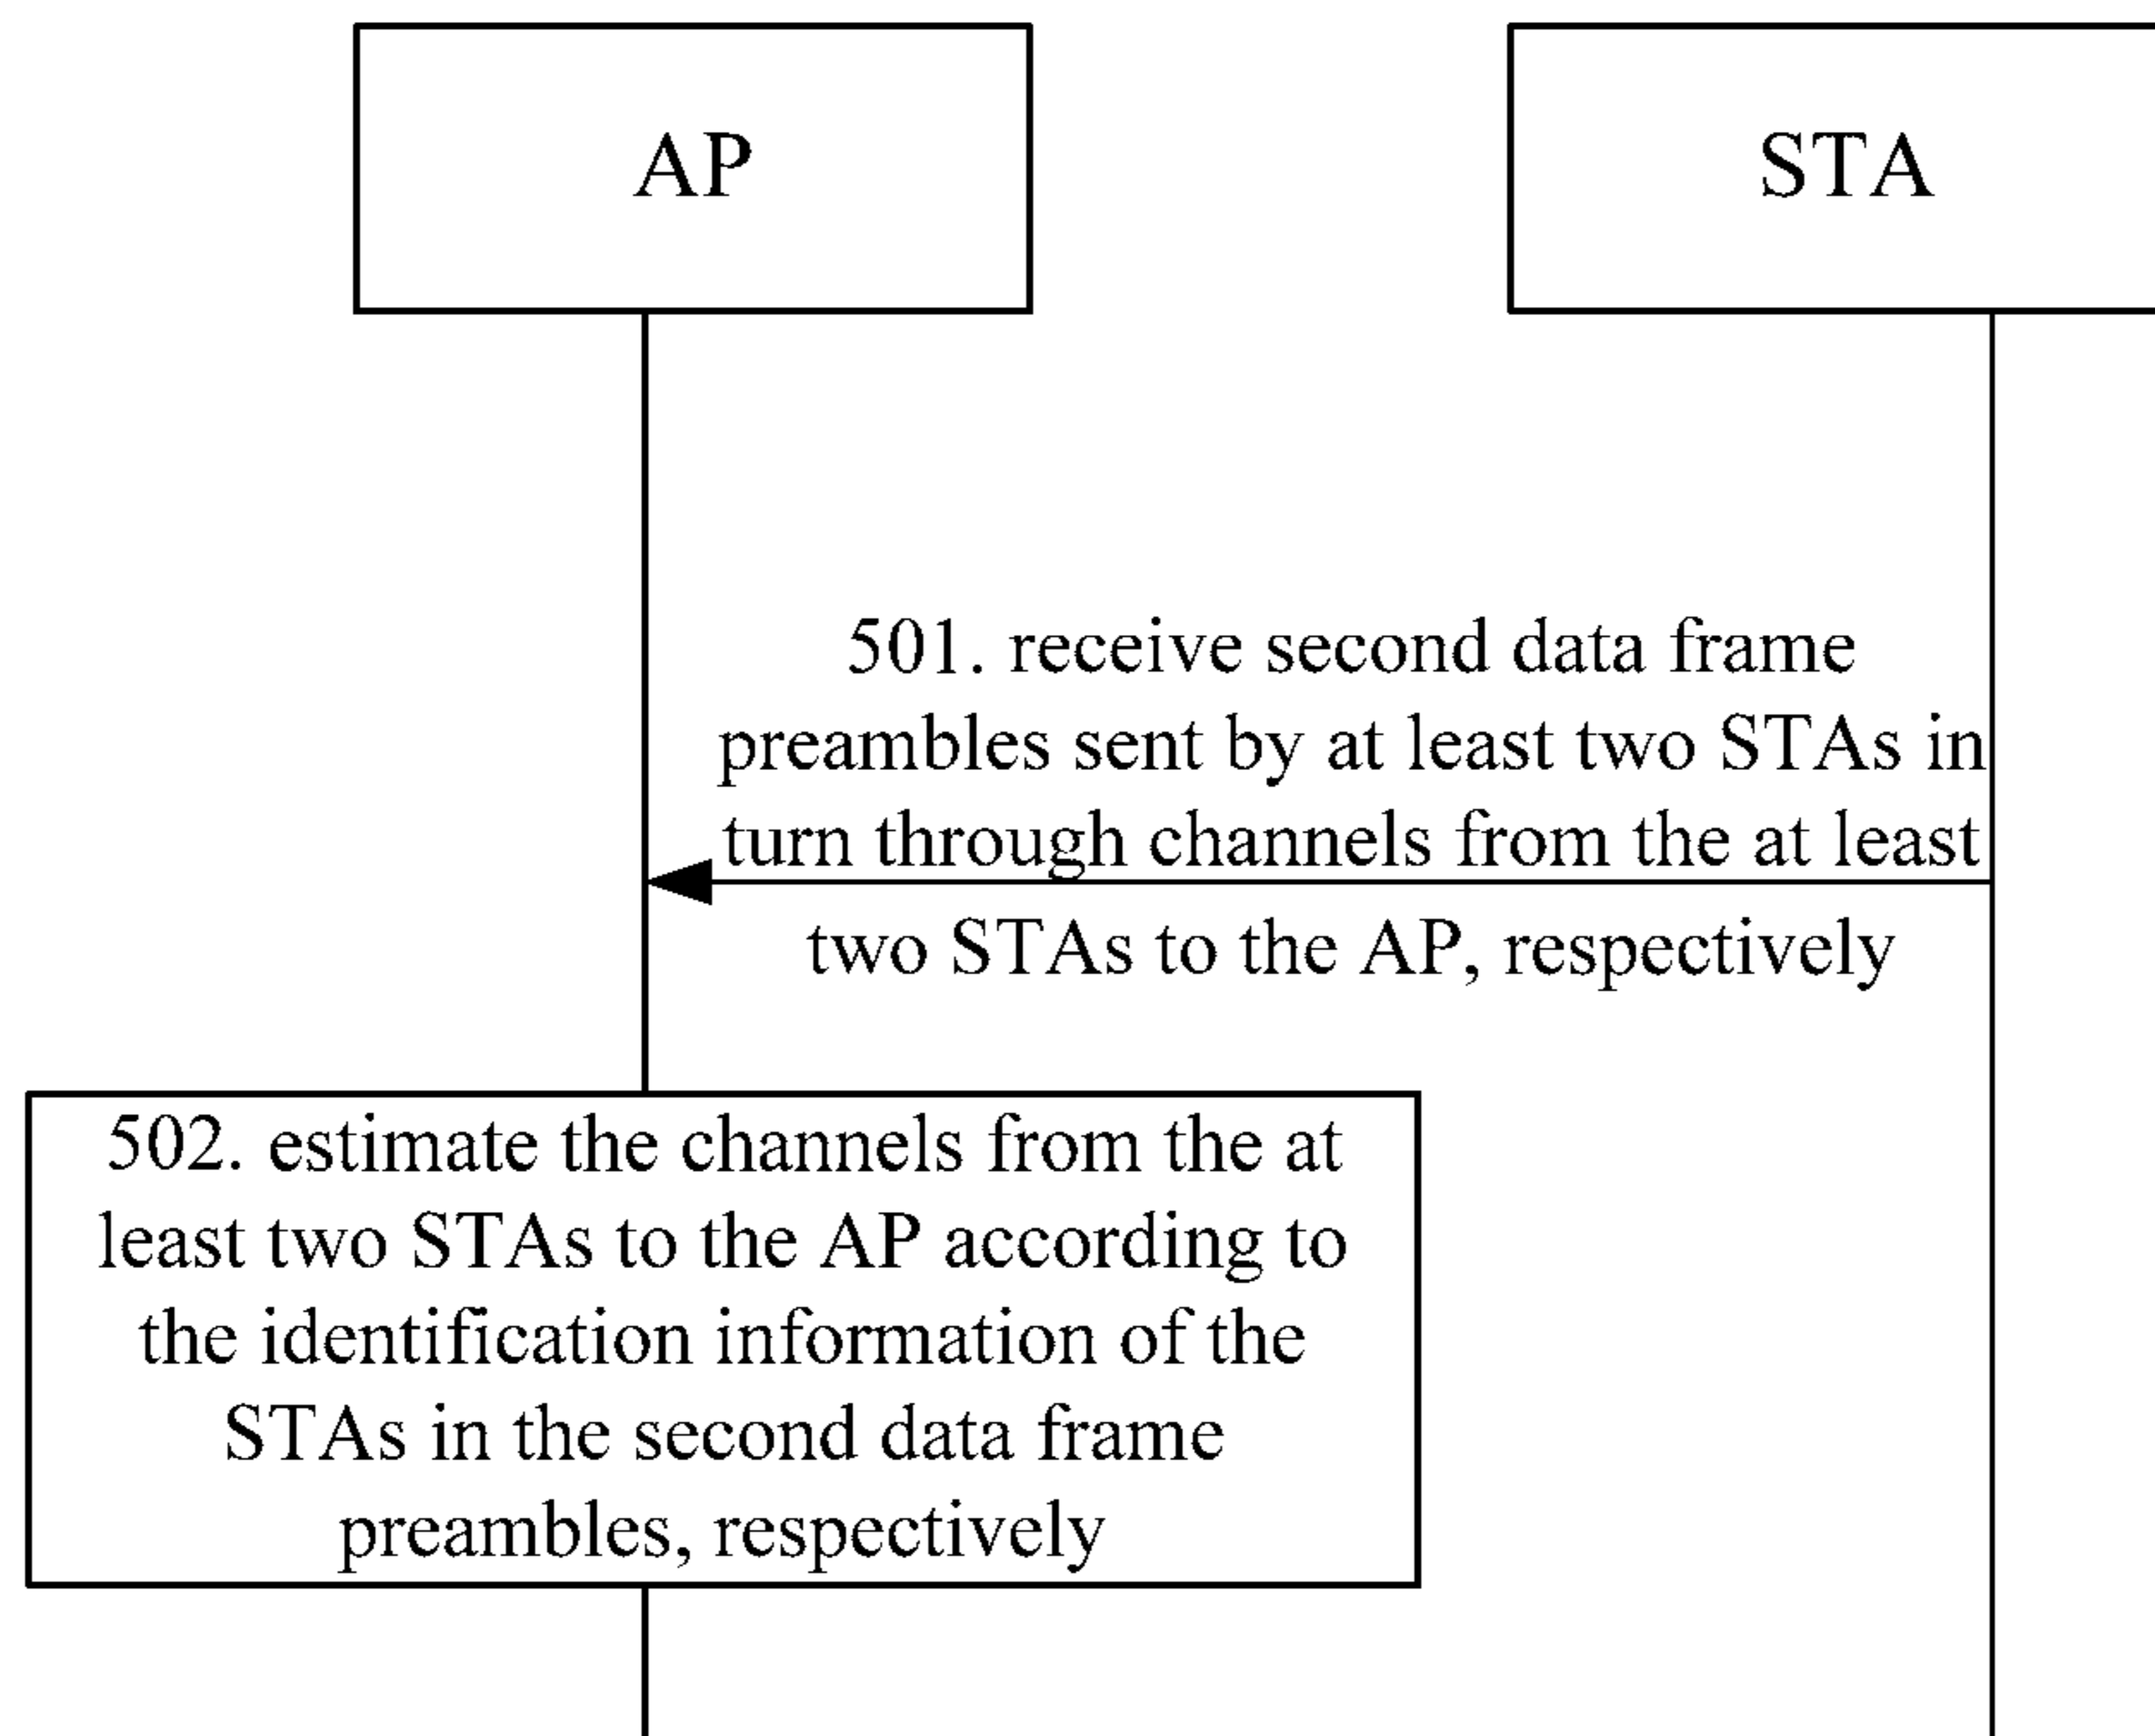 AP
STA
501. receive second data frame
preambles sent by at least two STAs in
turn through channels from the at least
two STAs to the AP, respectively
502. estimate the channels from the at
least two STAs to the AP according to
the identification information of the
STAs in the second data frame
preambles, respectively